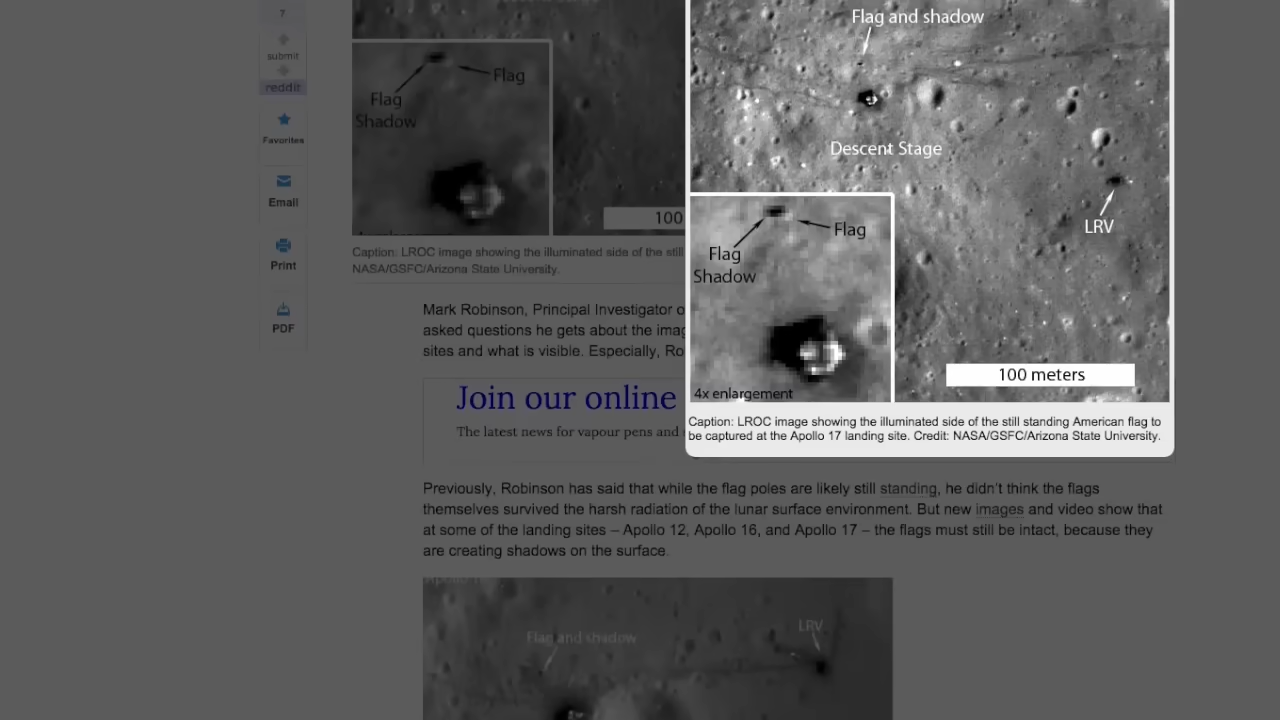 7
submit
reddit
Favorites
Email
Print
PDF
Flag
Flag
Shadow
100
Caption: LROC image showing the illuminated side of the still
NASA/GSFC/Arizona State University.
Flag and shadow
Descent Stage
LRV
Flag
Flag
Shadow
100 meters
4x enlargement
Caption: LROC image showing the illuminated side of the still standing American flag to
be captured at the Apollo 17 landing site. Credit: NASA/GSFC/Arizona State University.
Mark Robinson, Principal Investigator o
asked questions he gets about the imag
sites and what is visible. Especially, Ro
Join our online
The latest news for vapour pens and
Previously, Robinson has said that while the flag poles are likely still standing, he didn't think the flags
themselves survived the harsh radiation of the lunar surface environment. But new images and video show that
at some of the landing sites – Apollo 12, Apollo 16, and Apollo 17 – the flags must still be intact, because they
are creating shadows on the surface.
Flag and shadow
LRV